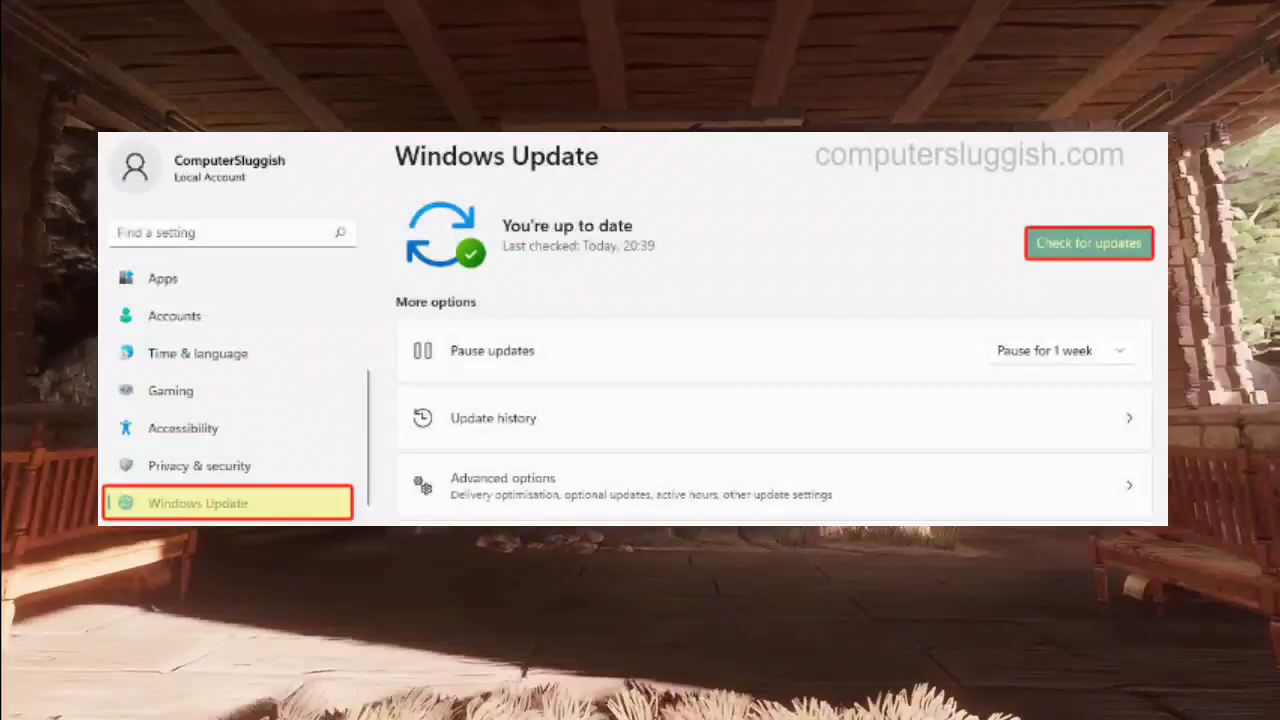 ComputerSluggish
Local Account
Find a setting
Apps
Accounts
Time & language
Gaming
Accessibility
Privacy & security
Windows Update
Windows Update
computersluggish.com
You're up to date
Last checked: Today, 20:39
Check for updates
More options
Pause updates
Pause for 1 week
Update history
Advanced options
Delivery optimisation, optional updates, active hours, other update settings